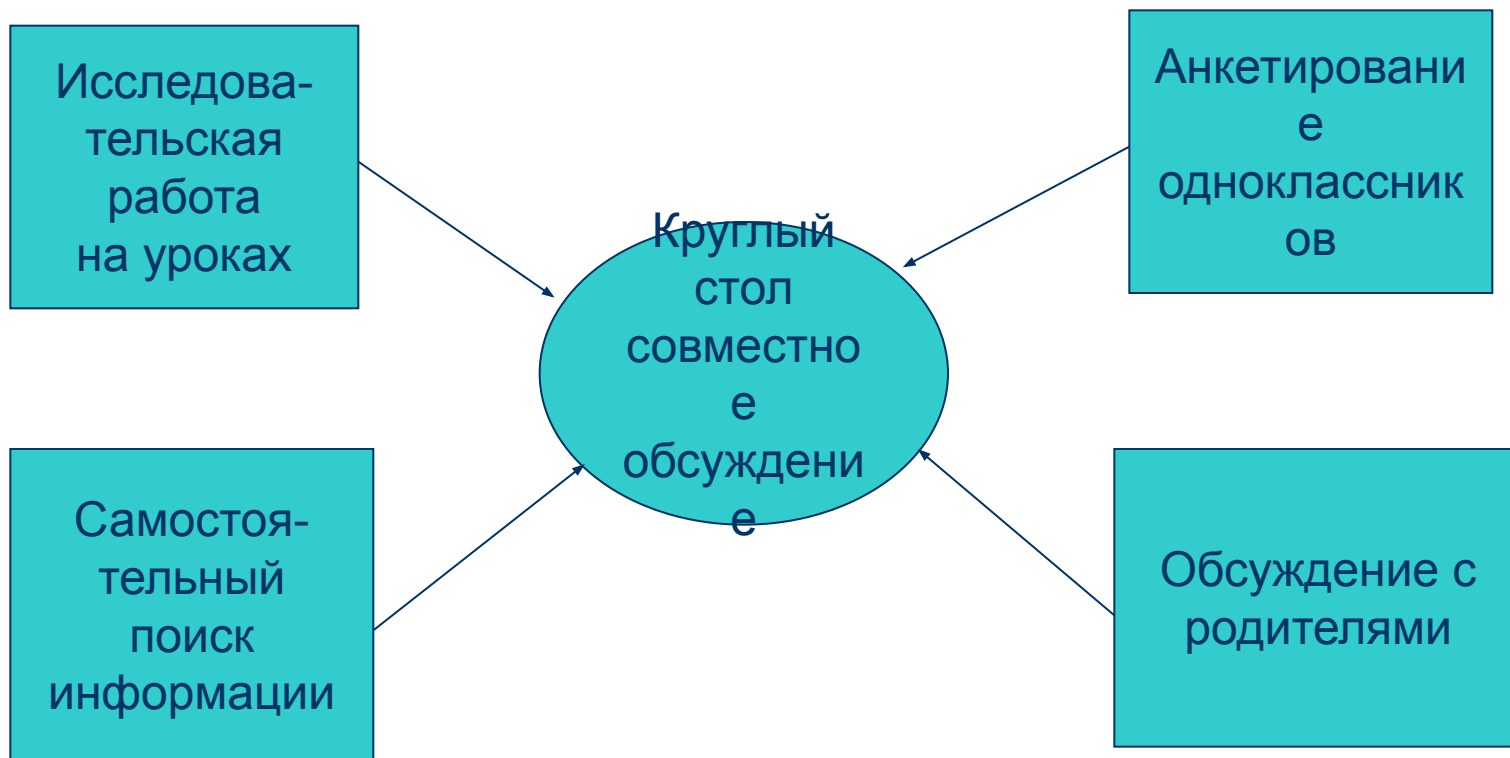 Исследова-
тельская
работа
на уроках
Анкетировани
е
одноклассник
ов
Круглый
стол
совместно
е
обсуждени
е
Самостоя-
тельный
поиск
информации
Обсуждение с
родителями